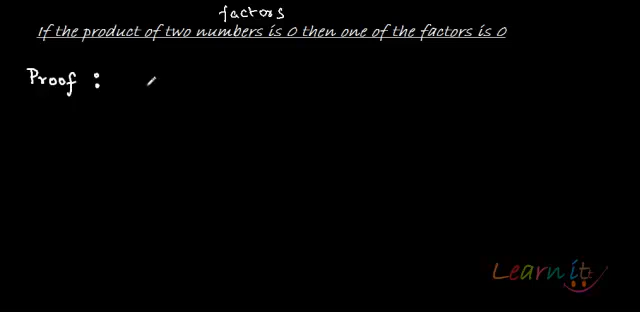 factors
If the product of two numbers is 0 then one of the factors is 0
Proof :
Learnit